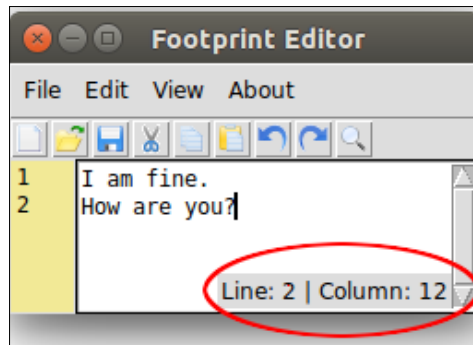 Footprint Editor
File Edit View About
1 I am fine.
2 How are you?
Line: 2 | Column: 12